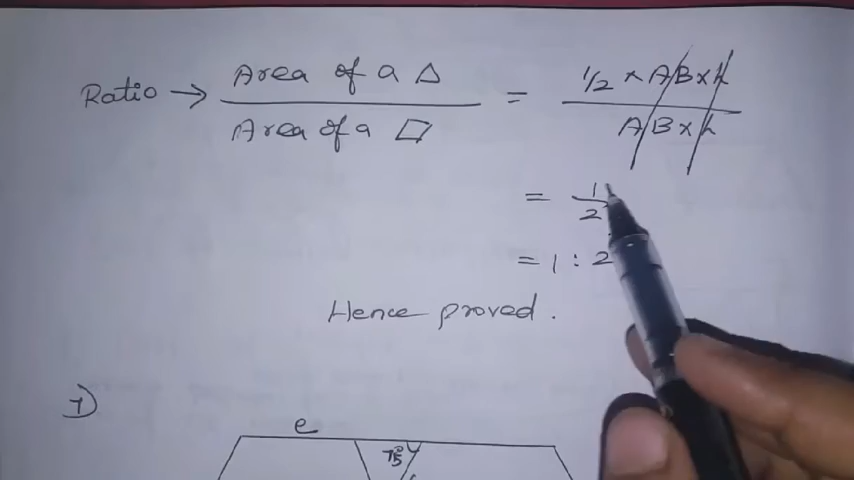 Ratio → Area of a △ / Area of a ▱ = 1/2 × AB × h / AB × h
= 1/2
= 1 : 2
Hence proved.
7)
e
75°